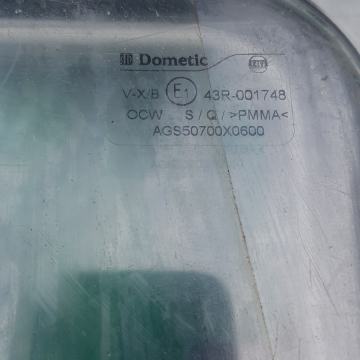 Dometic
V-X/B E1 43R-001748
OCW S / Q / >PMMA<
AGS50700X0600